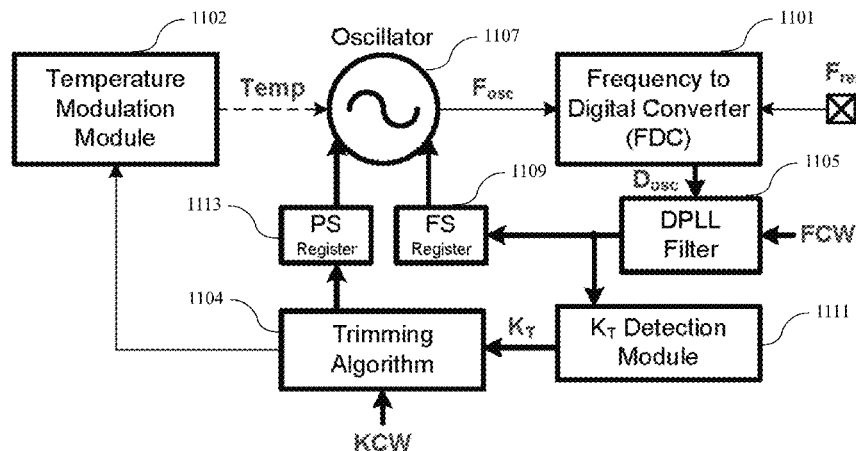 1102
Temperature
Modulation
Module
Temp
Oscillator
1107
Fosc
1101
Frequency to
Digital Converter
(FDC)
Dosc
1105
DPLL
Filter
FCW
1109
FS
Register
1113
PS
Register
1104
Trimming
Algorithm
KT
KT Detection
Module
1111
KCW